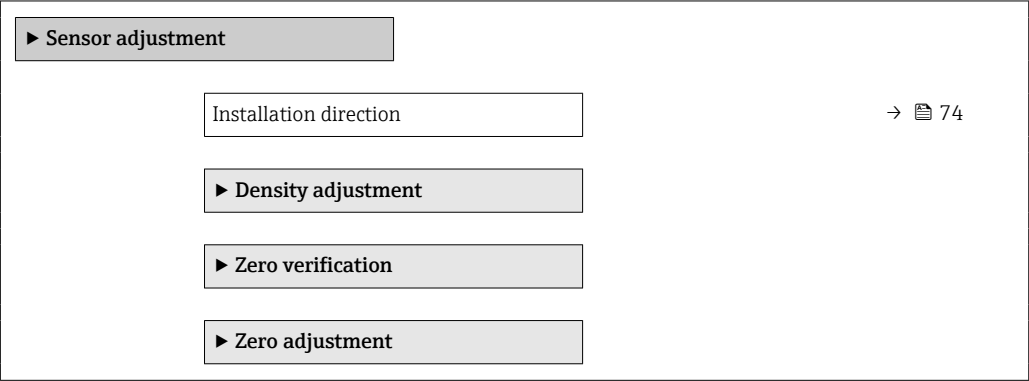 ▶ Sensor adjustment
Installation direction → 🖺 74
▶ Density adjustment
▶ Zero verification
▶ Zero adjustment